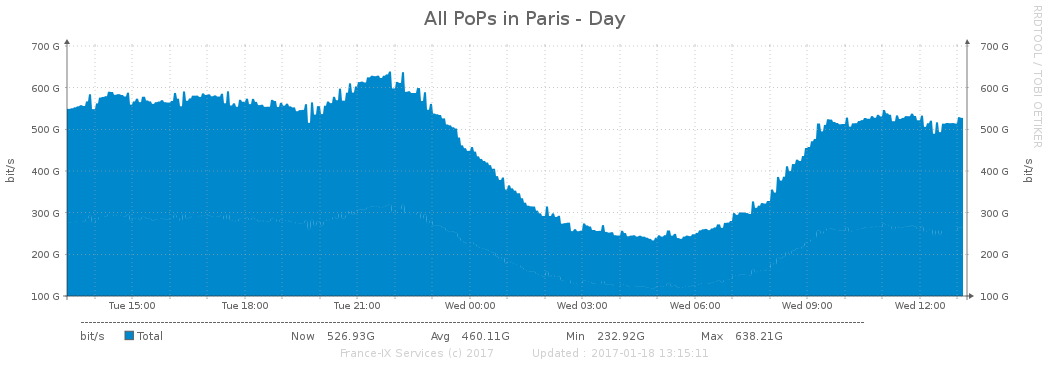 All PoPs in Paris - Day
RRDTOOL / TOBI OETIKER
700 G 700 G
600 G 600 G
500 G 500 G
400 G 400 G
300 G 300 G
200 G 200 G
100 G 100 G
bit/s
bit/s
Tue 15:00 Tue 18:00 Tue 21:00 Wed 00:00 Wed 03:00 Wed 06:00 Wed 09:00 Wed 12:00
bit/s Total Now 526.93G Avg 460.11G Min 232.92G Max 638.21G
France-IX Services (c) 2017 Updated : 2017-01-18 13:15:11